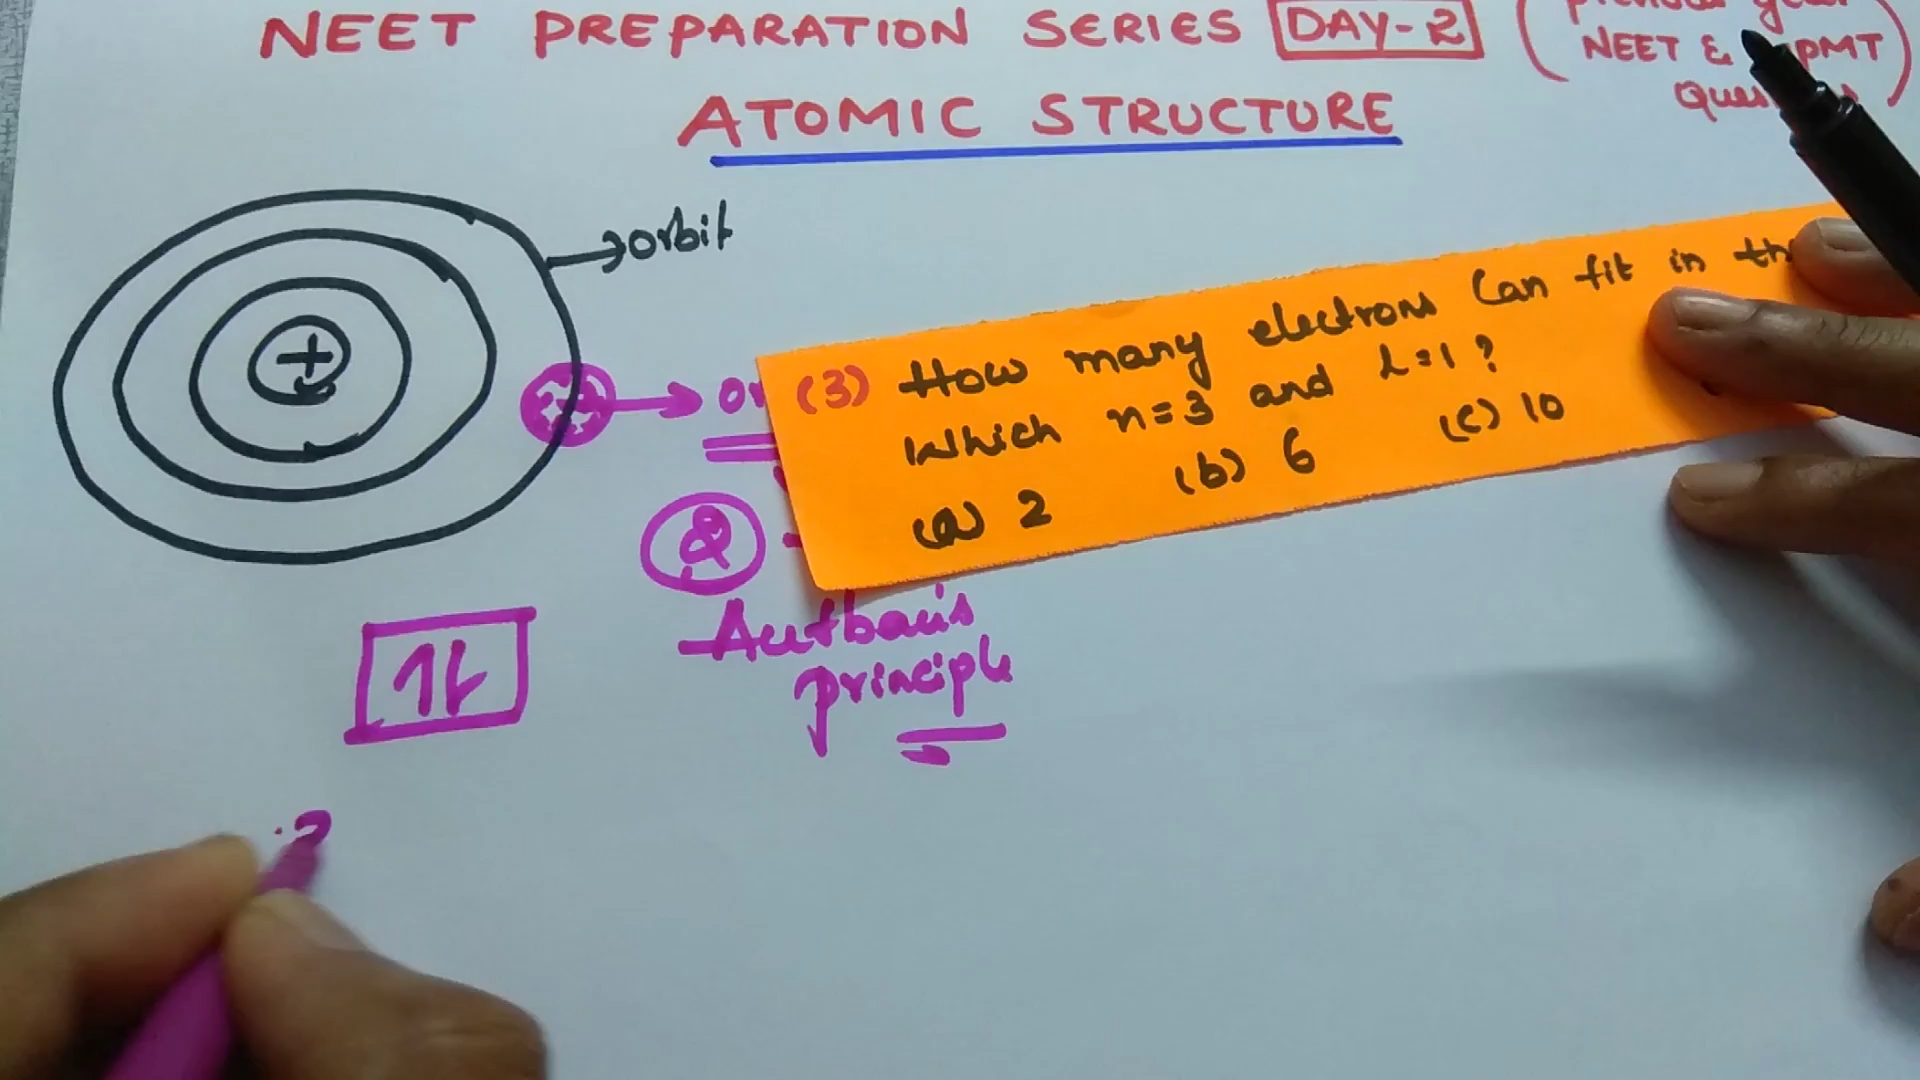 NEET PREPARATION SERIES DAY-2
ATOMIC STRUCTURE
NEET &
orbit
+
(3) How many electrons can fit in
which n=3 and l=1?
(a) 2 (b) 6 (c) 10
Aufbau's
principle